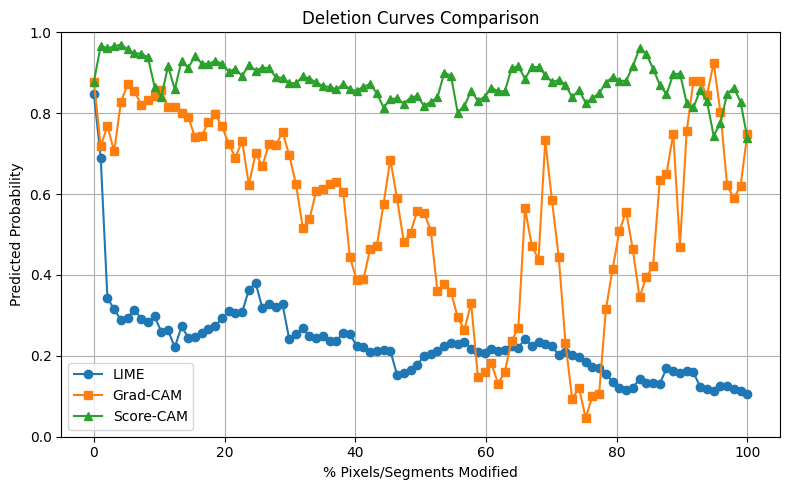 Deletion Curves Comparison
1.0
0.8
0.6
0.4
0.2
0.0
Predicted Probability
LIME
Grad-CAM
Score-CAM
0 20 40 60 80 100
% Pixels/Segments Modified